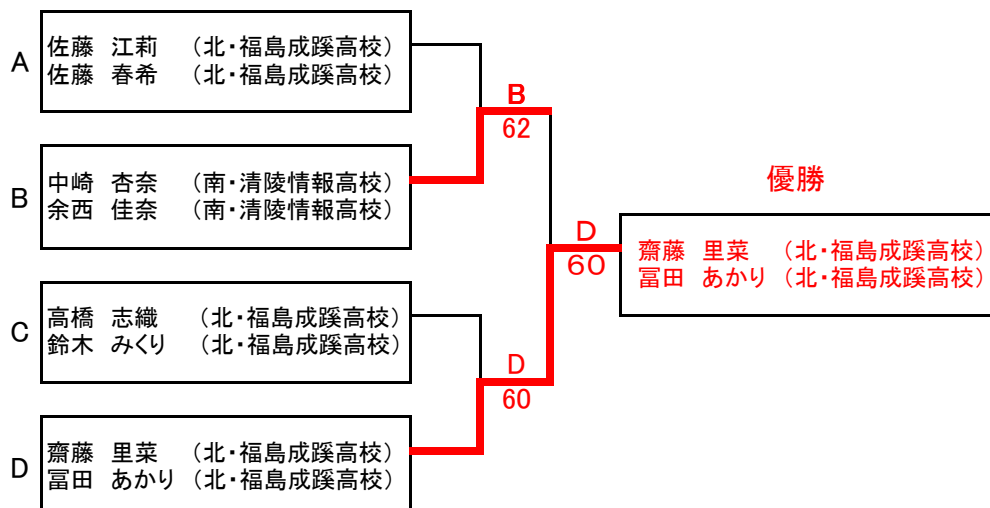 A
佐藤 江莉 (北・福島成蹊高校)
佐藤 春希 (北・福島成蹊高校)
B
62
B
中崎 杏奈 (南・清陵情報高校)
余西 佳奈 (南・清陵情報高校)
優勝
D
60
齋藤 里菜 (北・福島成蹊高校)
冨田 あかり (北・福島成蹊高校)
C
高橋 志織 (北・福島成蹊高校)
鈴木 みくり (北・福島成蹊高校)
D
60
D
齋藤 里菜 (北・福島成蹊高校)
冨田 あかり (北・福島成蹊高校)